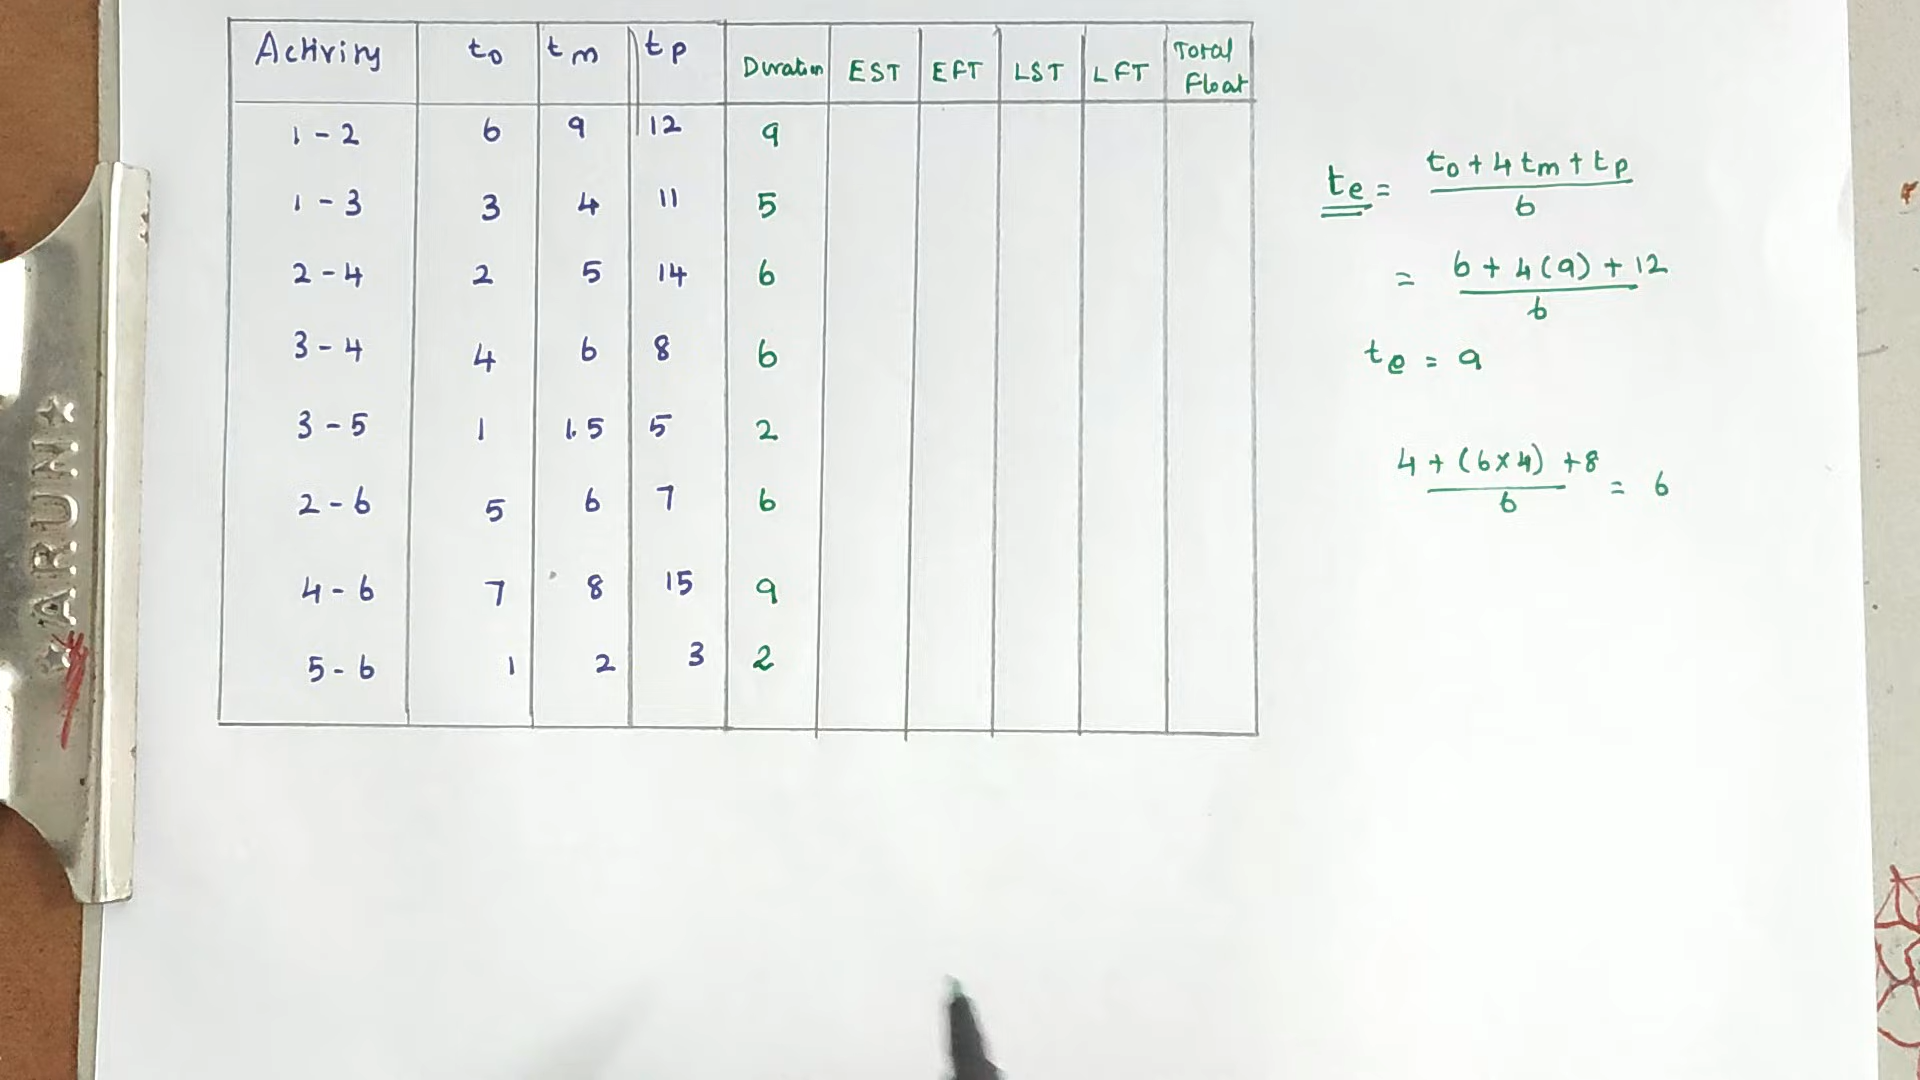 Activity to tm tp Duration EST EFT LST LFT Total Float
1 - 2 6 9 12 9
1 - 3 3 4 11 5
2 - 4 2 5 14 6
3 - 4 4 6 8 6
3 - 5 1 1.5 5 2
2 - 6 5 6 7 6
4 - 6 7 8 15 9
5 - 6 1 2 3 2
te = to + 4 tm + tp
6
= 6 + 4 (9) + 12
6
te = 9
4 + (6 x 4) + 8
6
= 6
ARUN